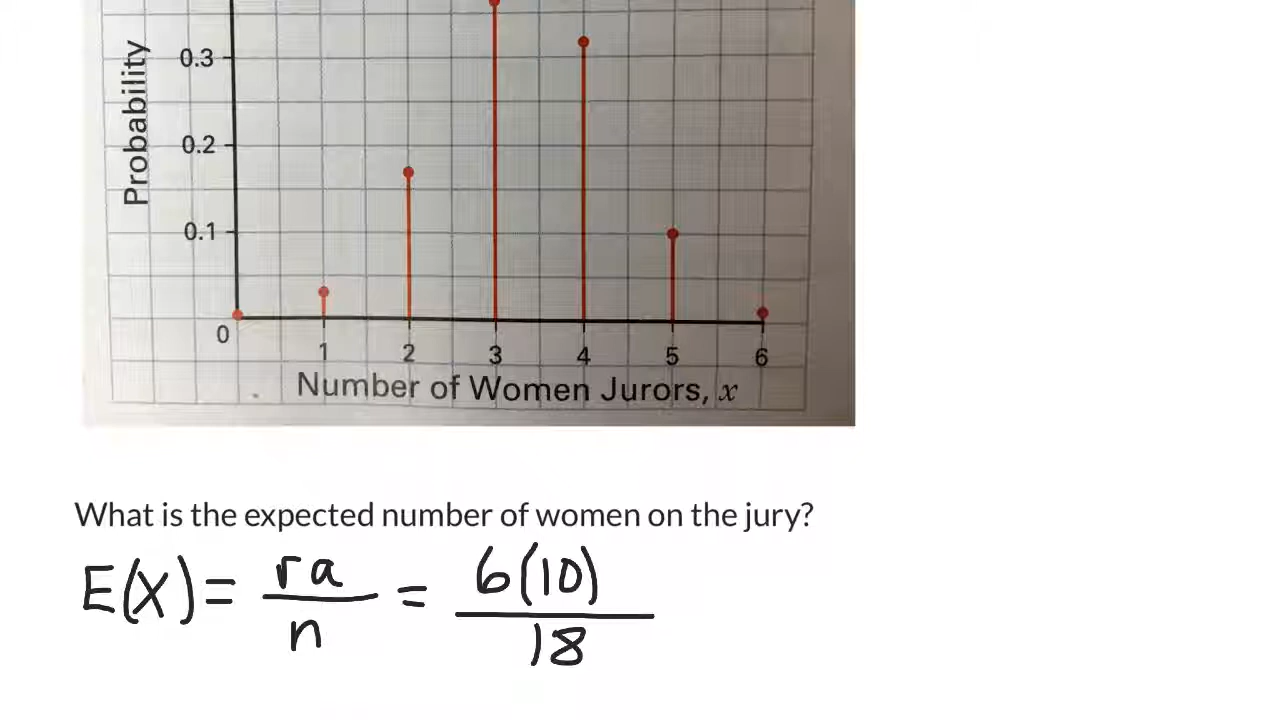 Probability
0.3
0.2
0.1
0
1 2 3 4 5 6
Number of Women Jurors, x
What is the expected number of women on the jury?
E(X) = ra/n = 6(10)/18